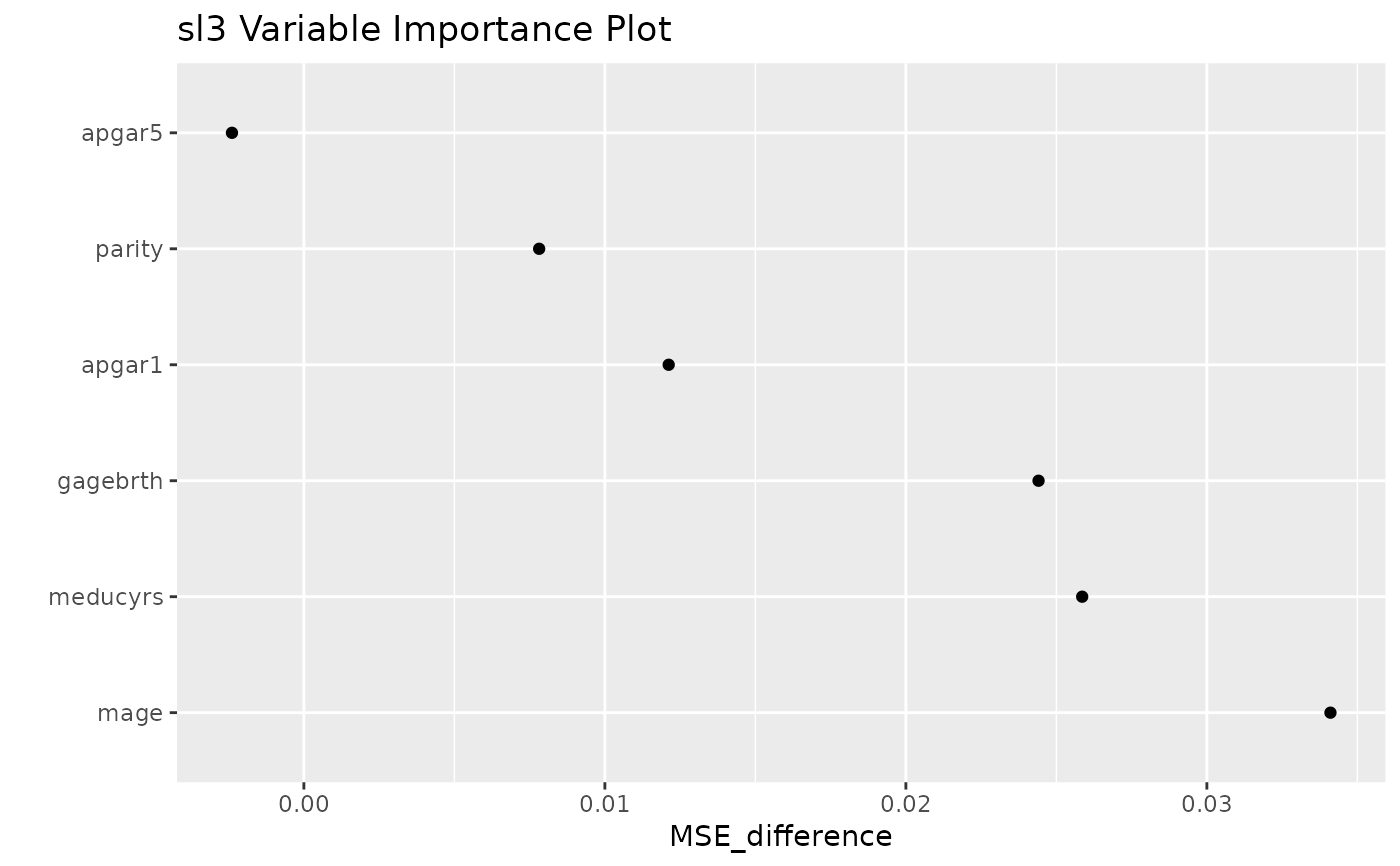 sl3 Variable Importance Plot
apgar5
parity
apgar1
gagebrth
meducyrs
mage
0.00 0.01 0.02 0.03
MSE_difference